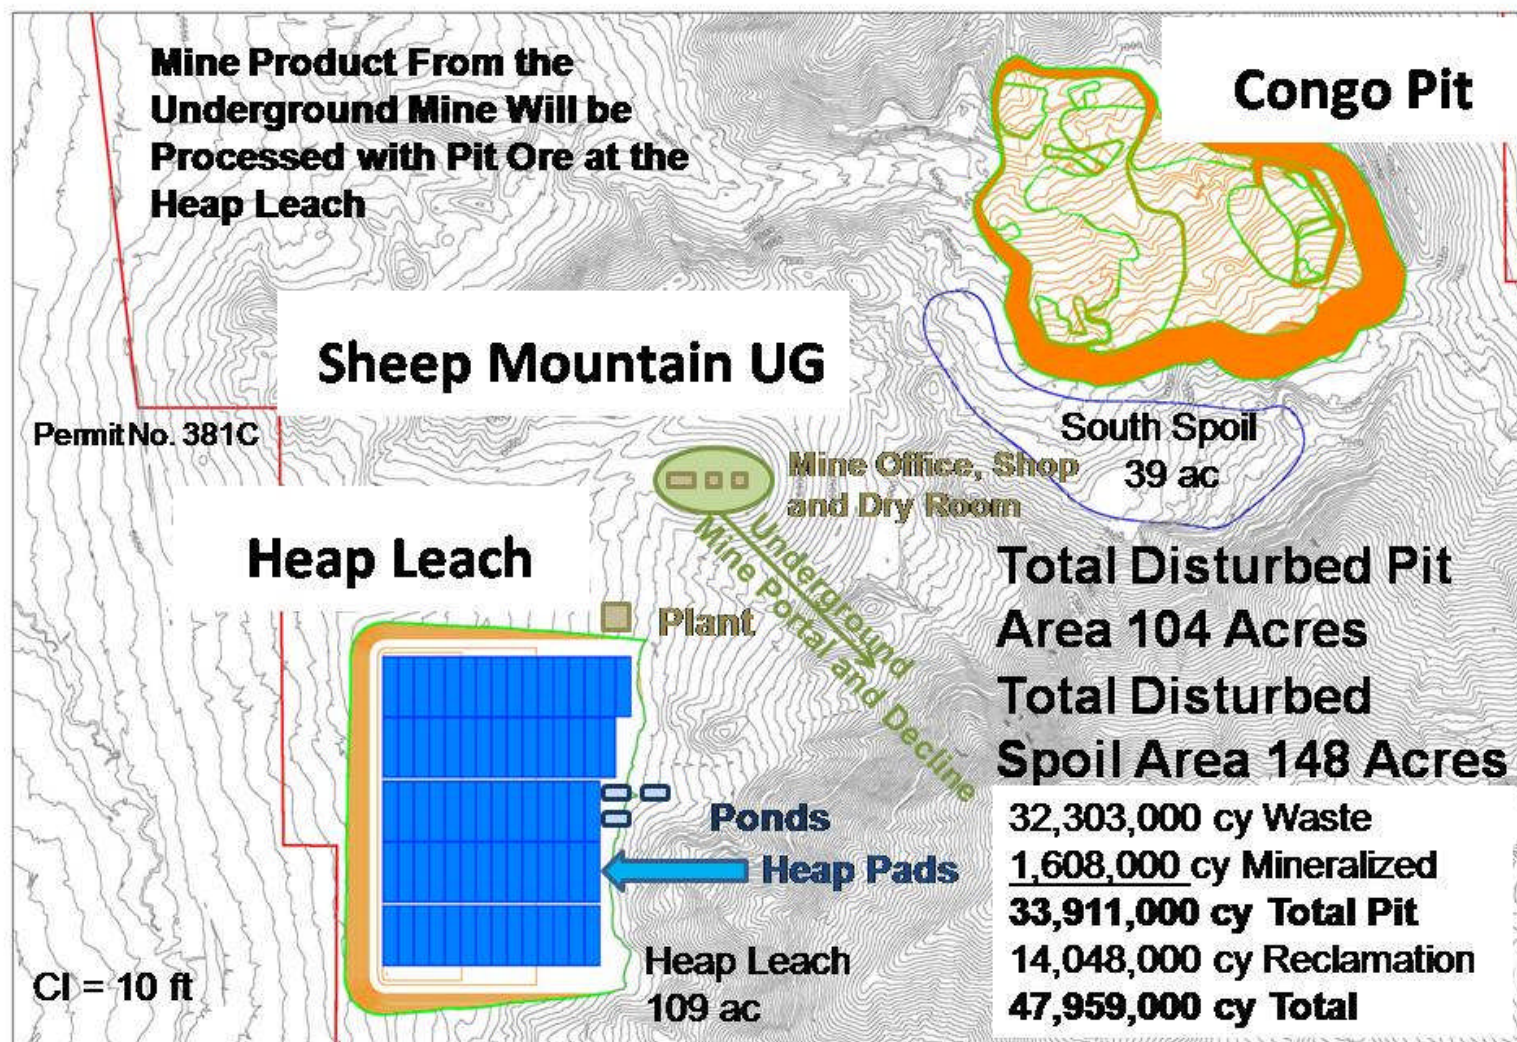 Mine Product From the
Underground Mine Will be
Processed with Pit Ore at the
Heap Leach
Congo Pit
Sheep Mountain UG
Permit No. 381C
South Spoil
39 ac
Mine Office, Shop
and Dry Room
Underground
Mine Portal and Decline
Heap Leach
Plant
Total Disturbed Pit
Area 104 Acres
Total Disturbed
Spoil Area 148 Acres
Ponds
Heap Pads
32,303,000 cy Waste
1,608,000 cy Mineralized
33,911,000 cy Total Pit
14,048,000 cy Reclamation
47,959,000 cy Total
Heap Leach
109 ac
CI = 10 ft